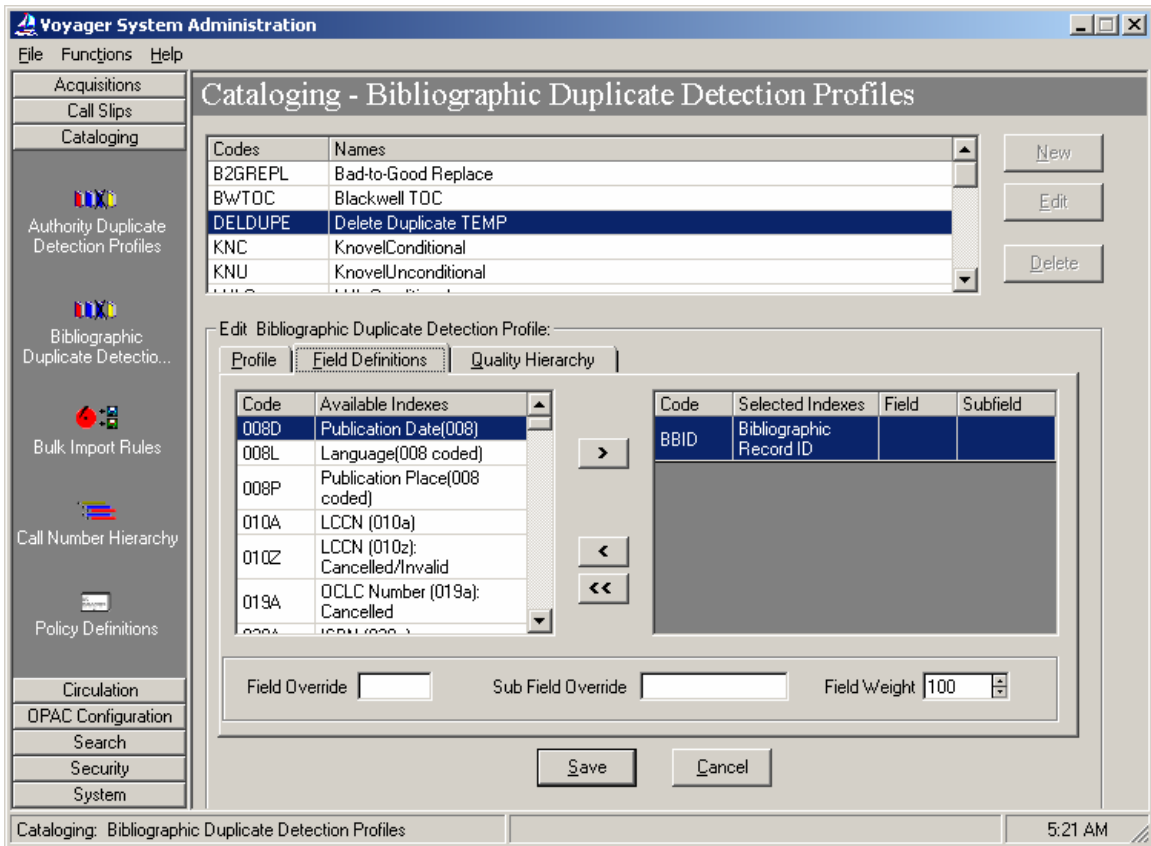 Voyager System Administration
File Functions Help
Acquisitions
Call Slips
Cataloging
Authority Duplicate
Detection Profiles
Bibliographic
Duplicate Detectio...
Bulk Import Rules
Call Number Hierarchy
Policy Definitions
Circulation
OPAC Configuration
Search
Security
System
Cataloging - Bibliographic Duplicate Detection Profiles
Codes Names
B2GREPL Bad-to-Good Replace
BWTOC Blackwell TOC
DELDUPE Delete Duplicate TEMP
KNC KnovelConditional
KNU KnovelUnconditional
New
Edit
Delete
Edit Bibliographic Duplicate Detection Profile:
Profile Field Definitions Quality Hierarchy
Code Available Indexes
008D Publication Date(008)
008L Language(008 coded)
008P Publication Place(008
coded)
010A LCCN (010a)
010Z LCCN (010z):
Cancelled/Invalid
019A OCLC Number (019a):
Cancelled
>
<
<<
Code Selected Indexes Field Subfield
BBID Bibliographic
Record ID
Field Override Sub Field Override Field Weight 100
Save Cancel
Cataloging: Bibliographic Duplicate Detection Profiles 5:21 AM